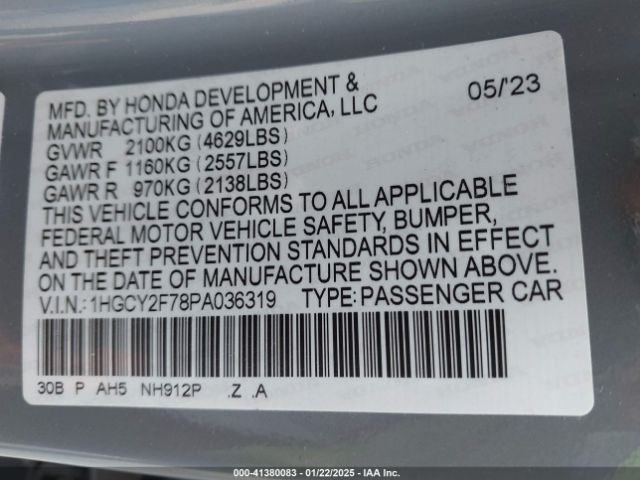 MFD. BY HONDA DEVELOPMENT & 05/'23
MANUFACTURING OF AMERICA, LLC
GVWR 2100KG (4629LBS)
GAWR F 1160KG (2557LBS)
GAWR R 970KG (2138LBS)
THIS VEHICLE CONFORMS TO ALL APPLICABLE
FEDERAL MOTOR VEHICLE SAFETY, BUMPER,
AND THEFT PREVENTION STANDARDS IN EFFECT
ON THE DATE OF MANUFACTURE SHOWN ABOVE.
V.I.N.: 1HGCY2F78PA036319 TYPE: PASSENGER CAR
30B P AH5 NH912P .Z .A
000-41380083 - 01/22/2025 - IAA Inc.